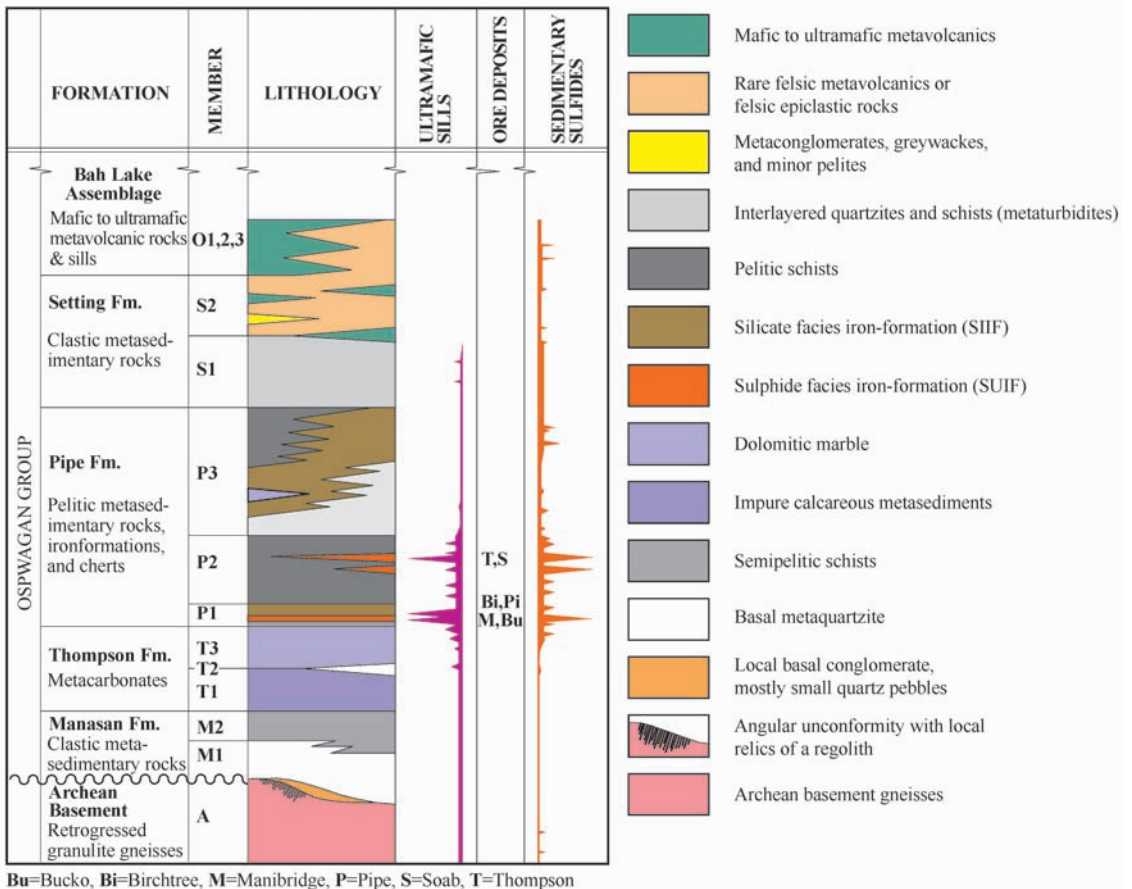 FORMATION
MEMBER
LITHOLOGY
ULTRAMAFIC
SILLS
ORE DEPOSITS
SEDIMENTARY
SULFIDES
OSPWAGAN GROUP
Bah Lake
Assemblage
Mafic to ultramafic
metavolcanic rocks
& sills
O1,2,3
Setting Fm.
Clastic metased-
imentary rocks
S2
S1
Pipe Fm.
Pelitic metased-
imentary rocks,
ironformations,
and cherts
P3
P2
P1
T,S
Bi,Pi
M,Bu
Thompson Fm.
Metacarbonates
T3
T2
T1
Manasan Fm.
Clastic meta-
sedimentary rocks
M2
M1
Archean
Basement
Retrogressed
granulite gneisses
A
Mafic to ultramafic metavolcanics
Rare felsic metavolcanics or
felsic epiclastic rocks
Metaconglomerates, greywackes,
and minor pelites
Interlayered quartzites and schists (metaturbidites)
Pelitic schists
Silicate facies iron-formation (SIIF)
Sulphide facies iron-formation (SUIF)
Dolomitic marble
Impure calcareous metasediments
Semipelitic schists
Basal metaquartzite
Local basal conglomerate,
mostly small quartz pebbles
Angular unconformity with local
relics of a regolith
Archean basement gneisses
Bu=Bucko, Bi=Birchtree, M=Manibridge, P=Pipe, S=Soab, T=Thompson